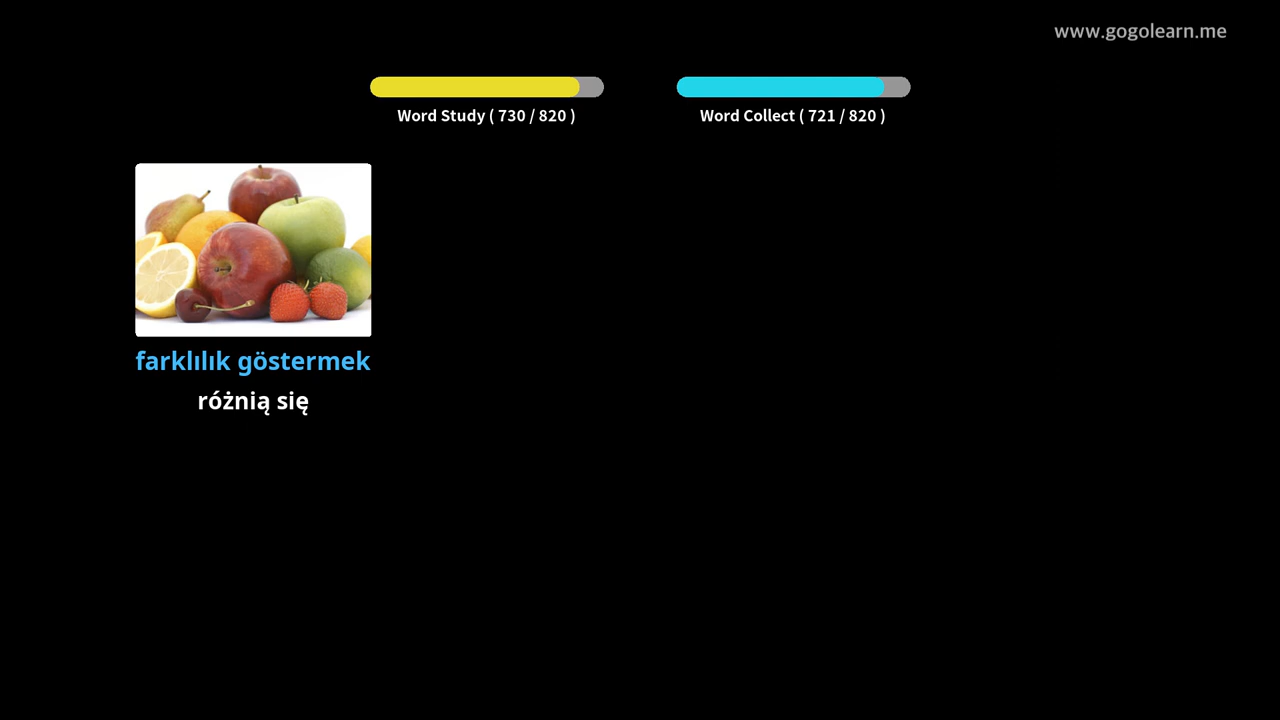 www.gogolearn.me
Word Study ( 730 / 820 )
Word Collect ( 721 / 820 )
farklılık göstermek
różnią się